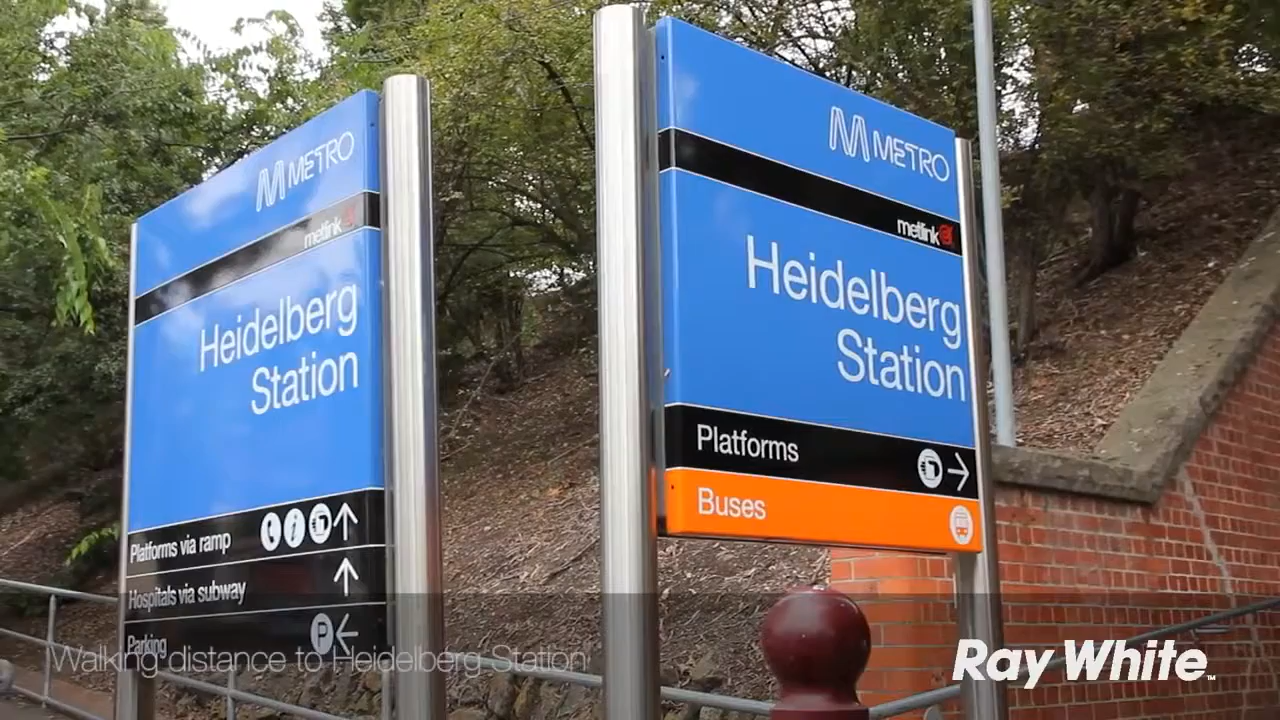 METRO
metlink
Heidelberg
Station
Platforms via ramp
Hospitals via subway
Parking
P
METRO
metlink
Heidelberg
Station
Platforms
Buses
Walking distance to Heidelberg Station
Ray White™